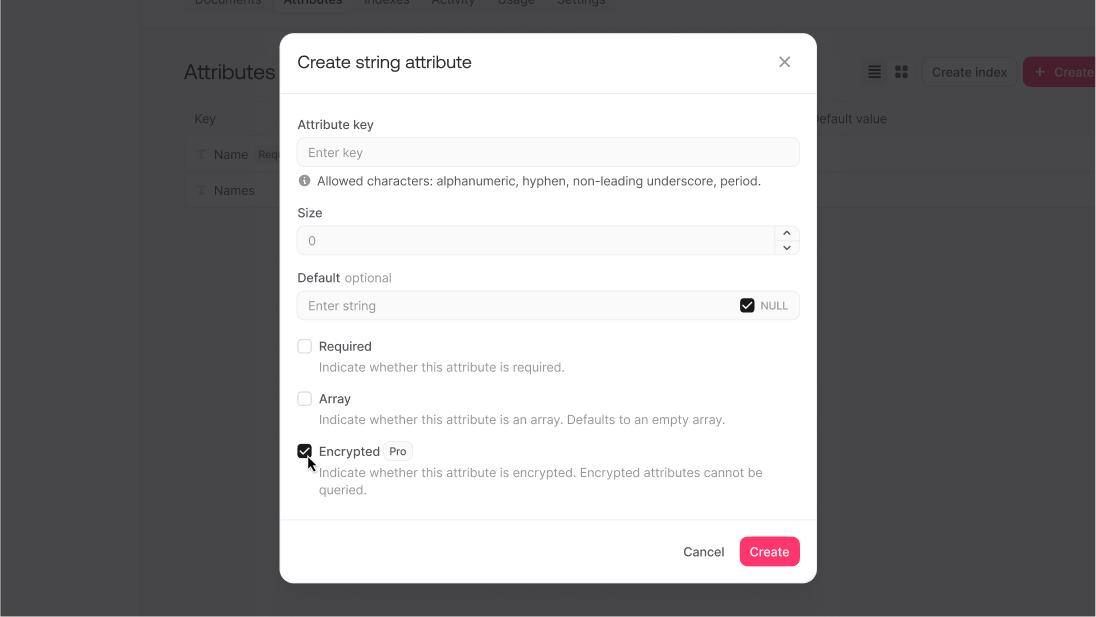 Documents Attributes Indexes Activity Usage Settings
Create string attribute
Attributes
Create index
+ Create
Key
efault value
Name Requ
Names
Attribute key
Enter key
Allowed characters: alphanumeric, hyphen, non-leading underscore, period.
Size
0
Default optional
Enter string
NULL
Required
Indicate whether this attribute is required.
Array
Indicate whether this attribute is an array. Defaults to an empty array.
Encrypted Pro
Indicate whether this attribute is encrypted. Encrypted attributes cannot be
queried.
Cancel
Create